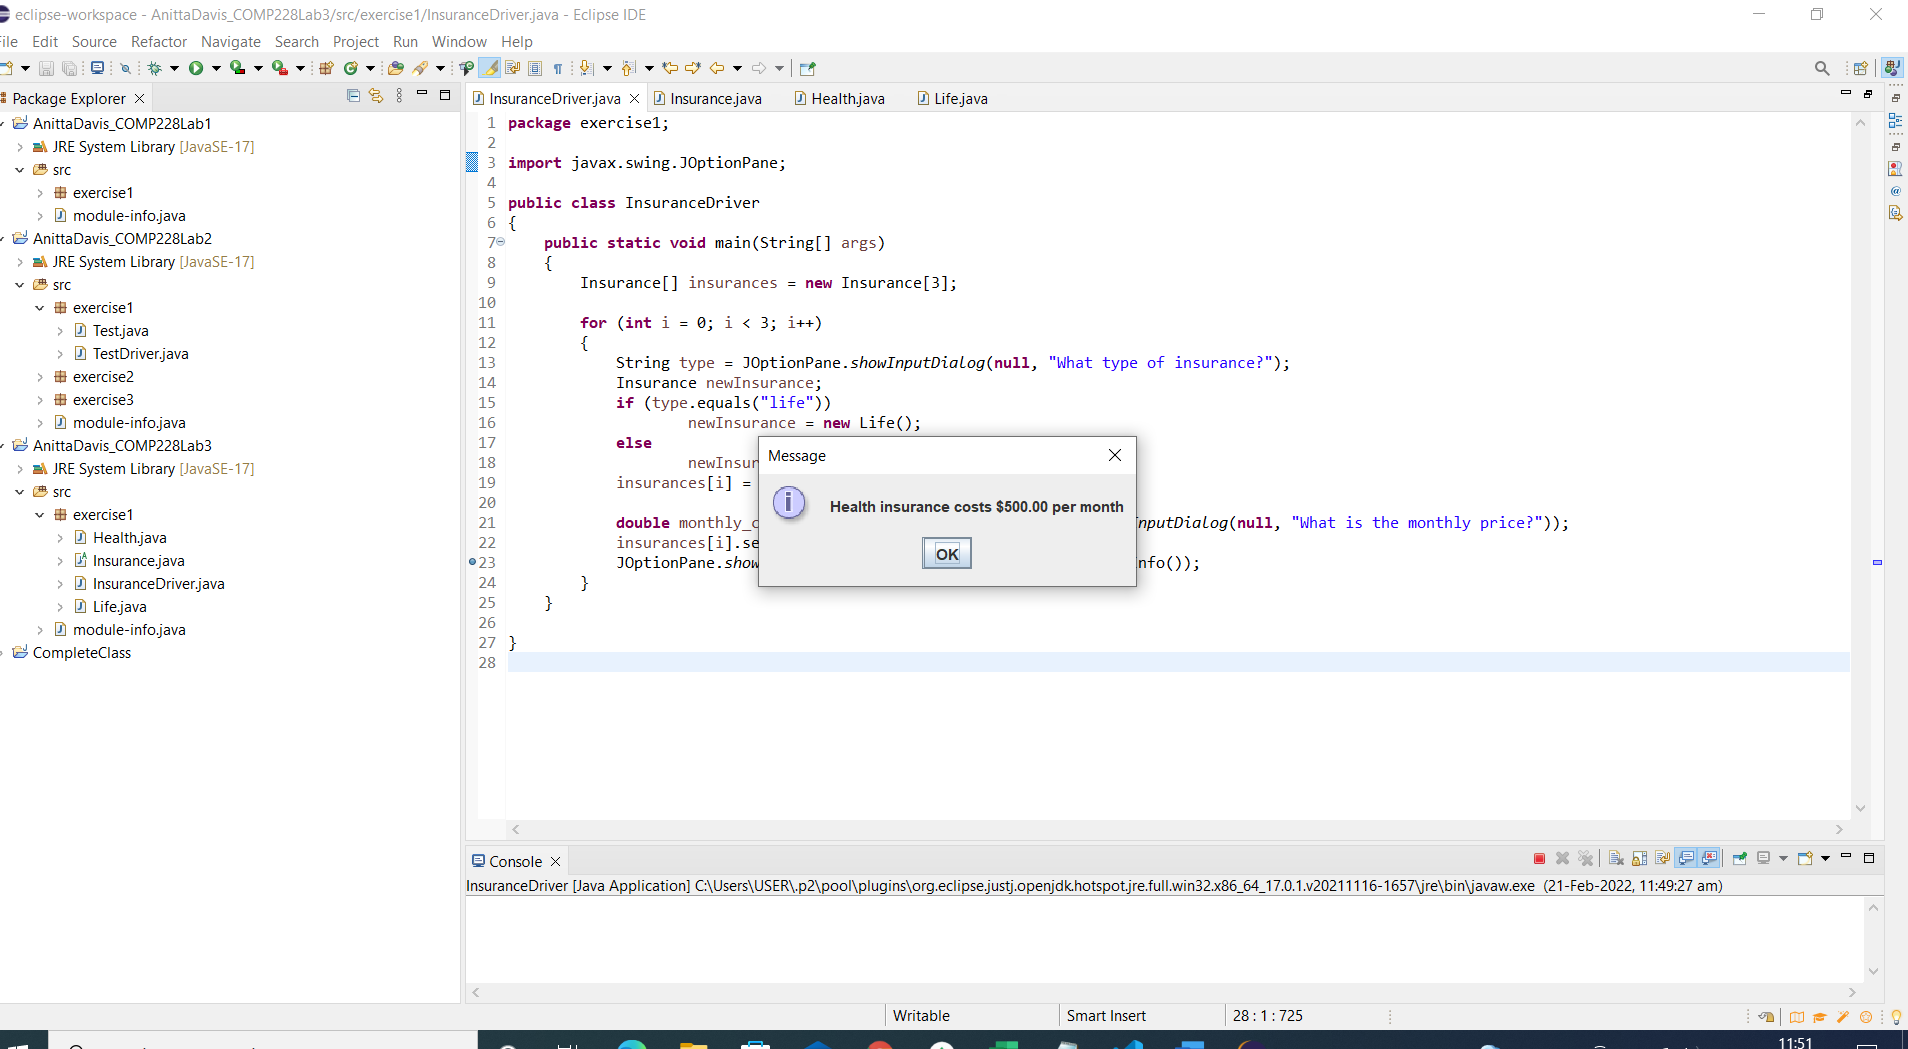 eclipse-workspace - AnittaDavis_COMP228Lab3/src/exercise1/InsuranceDriver.java - Eclipse IDE
ile Edit Source Refactor Navigate Search Project Run Window Help
Package Explorer
AnittaDavis_COMP228Lab1
JRE System Library [JavaSE-17]
src
exercise1
module-info.java
AnittaDavis_COMP228Lab2
JRE System Library [JavaSE-17]
src
exercise1
Test.java
TestDriver.java
exercise2
exercise3
module-info.java
AnittaDavis_COMP228Lab3
JRE System Library [JavaSE-17]
src
exercise1
Health.java
Insurance.java
InsuranceDriver.java
Life.java
module-info.java
CompleteClass
InsuranceDriver.java Insurance.java Health.java Life.java
1 package exercise1;
2
3 import javax.swing.JOptionPane;
4
5 public class InsuranceDriver
6 {
7 public static void main(String[] args)
8 {
9 Insurance[] insurances = new Insurance[3];
10
11 for (int i = 0; i < 3; i++)
12 {
13 String type = JOptionPane.showInputDialog(null, "What type of insurance?");
14 Insurance newInsurance;
15 if (type.equals("life"))
16 newInsurance = new Life();
17 else
18 newInsur
19 insurances[i] =
20
21 double monthly_c nputDialog(null, "What is the monthly price?"));
22 insurances[i].se
23 JOptionPane.show nfo());
24 }
25 }
26
27 }
28
Message
Health insurance costs $500.00 per month
OK
Console
InsuranceDriver [Java Application] C:\Users\USER\.p2\pool\plugins\org.eclipse.justj.openjdk.hotspot.jre.full.win32.x86_64_17.0.1.v20211116-1657\jre\bin\javaw.exe (21-Feb-2022, 11:49:27 am)
Writable Smart Insert 28 : 1 : 725
11:51